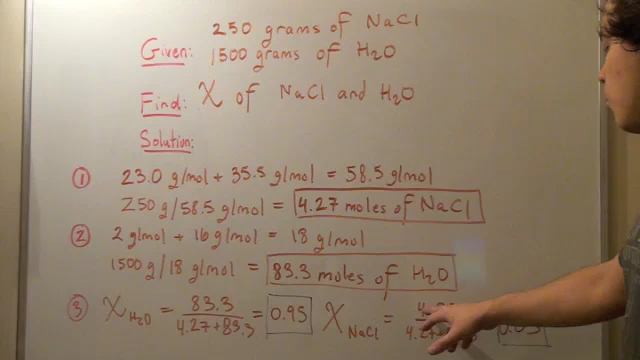 250 grams of NaCl
Given: 1500 grams of H₂O
Find: X of NaCl and H₂O
Solution:
① 23.0 g/mol + 35.5 g/mol = 58.5 g/mol
250 g/58.5 g/mol = 4.27 moles of NaCl
② 2 g/mol + 16 g/mol = 18 g/mol
1500 g/18 g/mol = 83.3 moles of H₂O
③ X H₂O = 83.3 / 4.27+83.3 = 0.95 X NaCl =